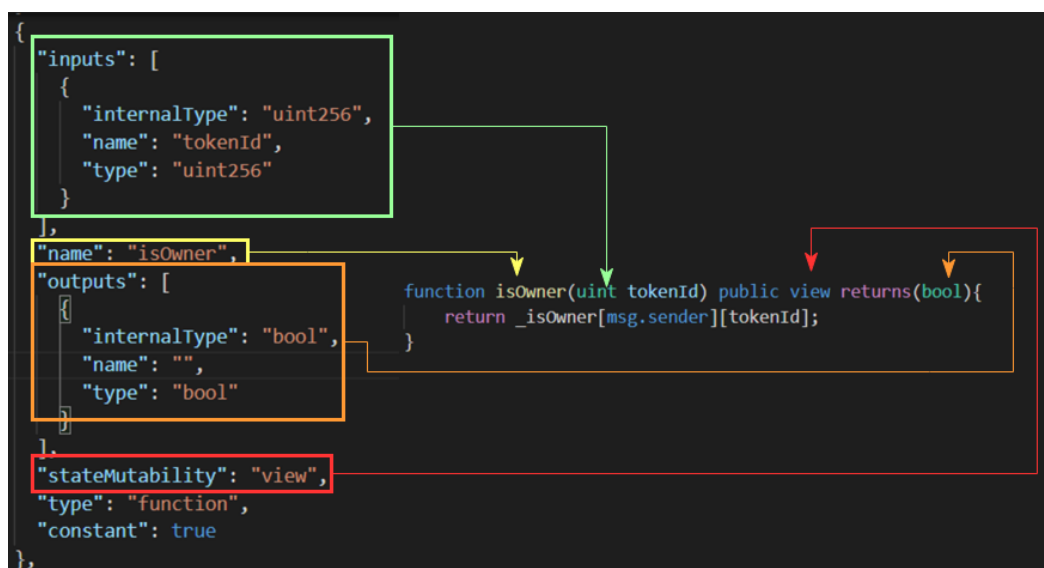 {
"inputs": [
{
"internalType": "uint256",
"name": "tokenId",
"type": "uint256"
}
],
"name": "isOwner",
"outputs": [
{
"internalType": "bool",
"name": "",
"type": "bool"
}
],
"stateMutability": "view",
"type": "function",
"constant": true
},
function isOwner(uint tokenId) public view returns(bool){
return _isOwner[msg.sender][tokenId];
}